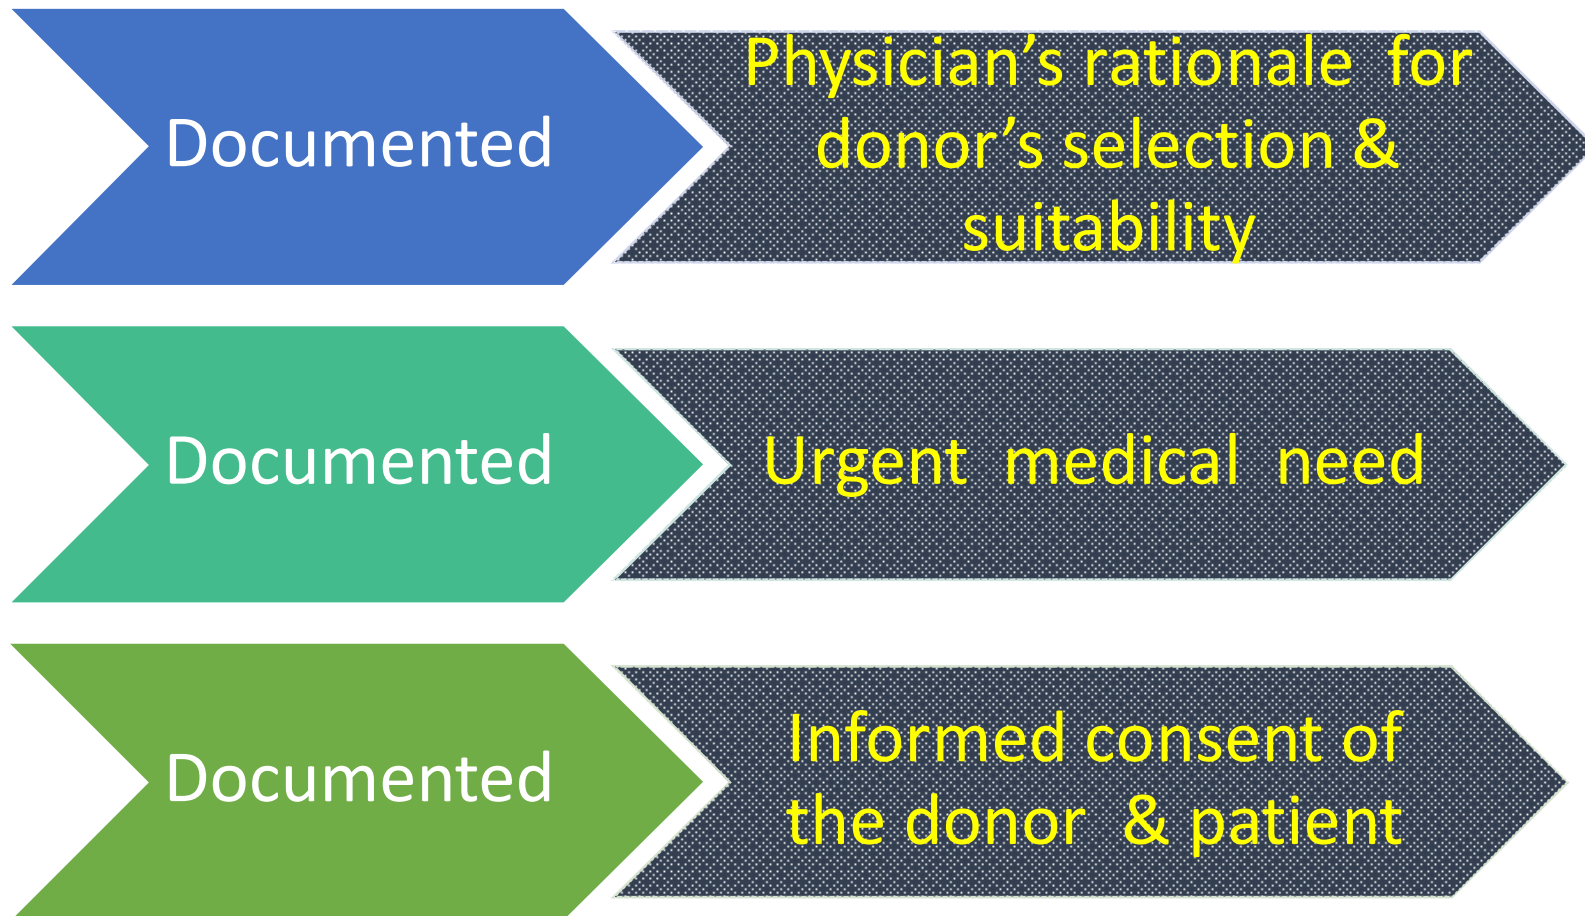 Documented
Physician’s rationale for
donor’s selection &
suitability
Documented
Urgent medical need
Documented
Informed consent of
the donor & patient